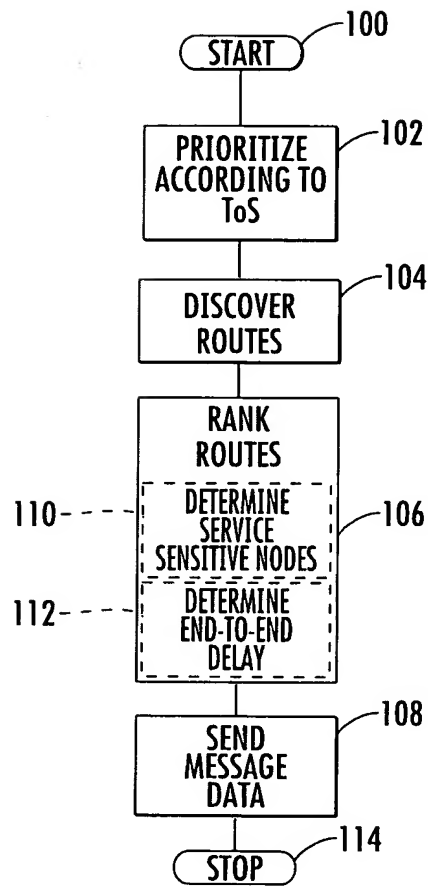 START
100
PRIORITIZE
ACCORDING TO
ToS
102
DISCOVER
ROUTES
104
RANK
ROUTES
106
110
DETERMINE
SERVICE
SENSITIVE NODES
112
DETERMINE
END-TO-END
DELAY
SEND
MESSAGE
DATA
108
STOP
114